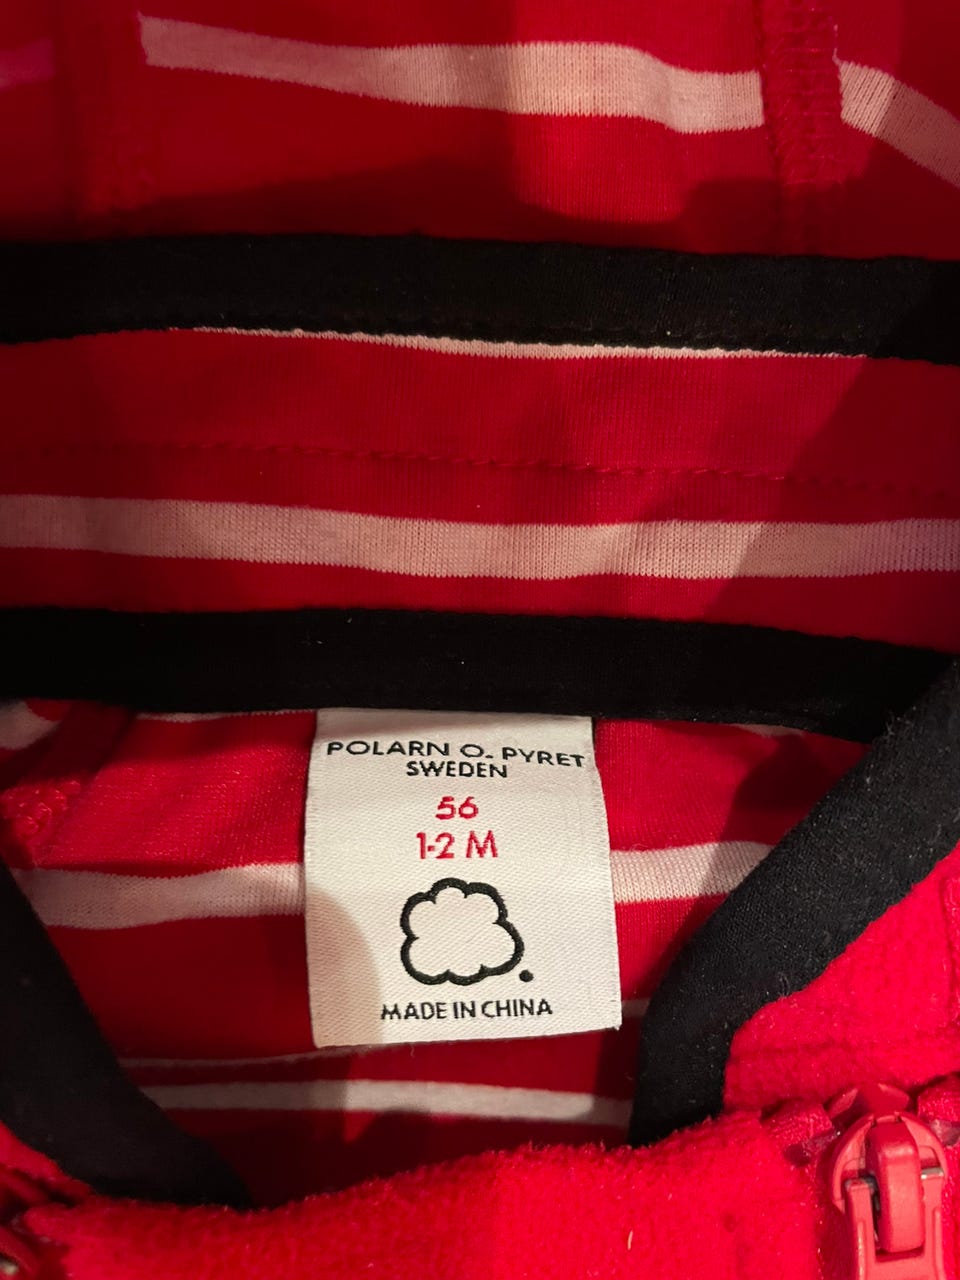 POLARN O. PYRET
SWEDEN
56
1-2 M
MADE IN CHINA